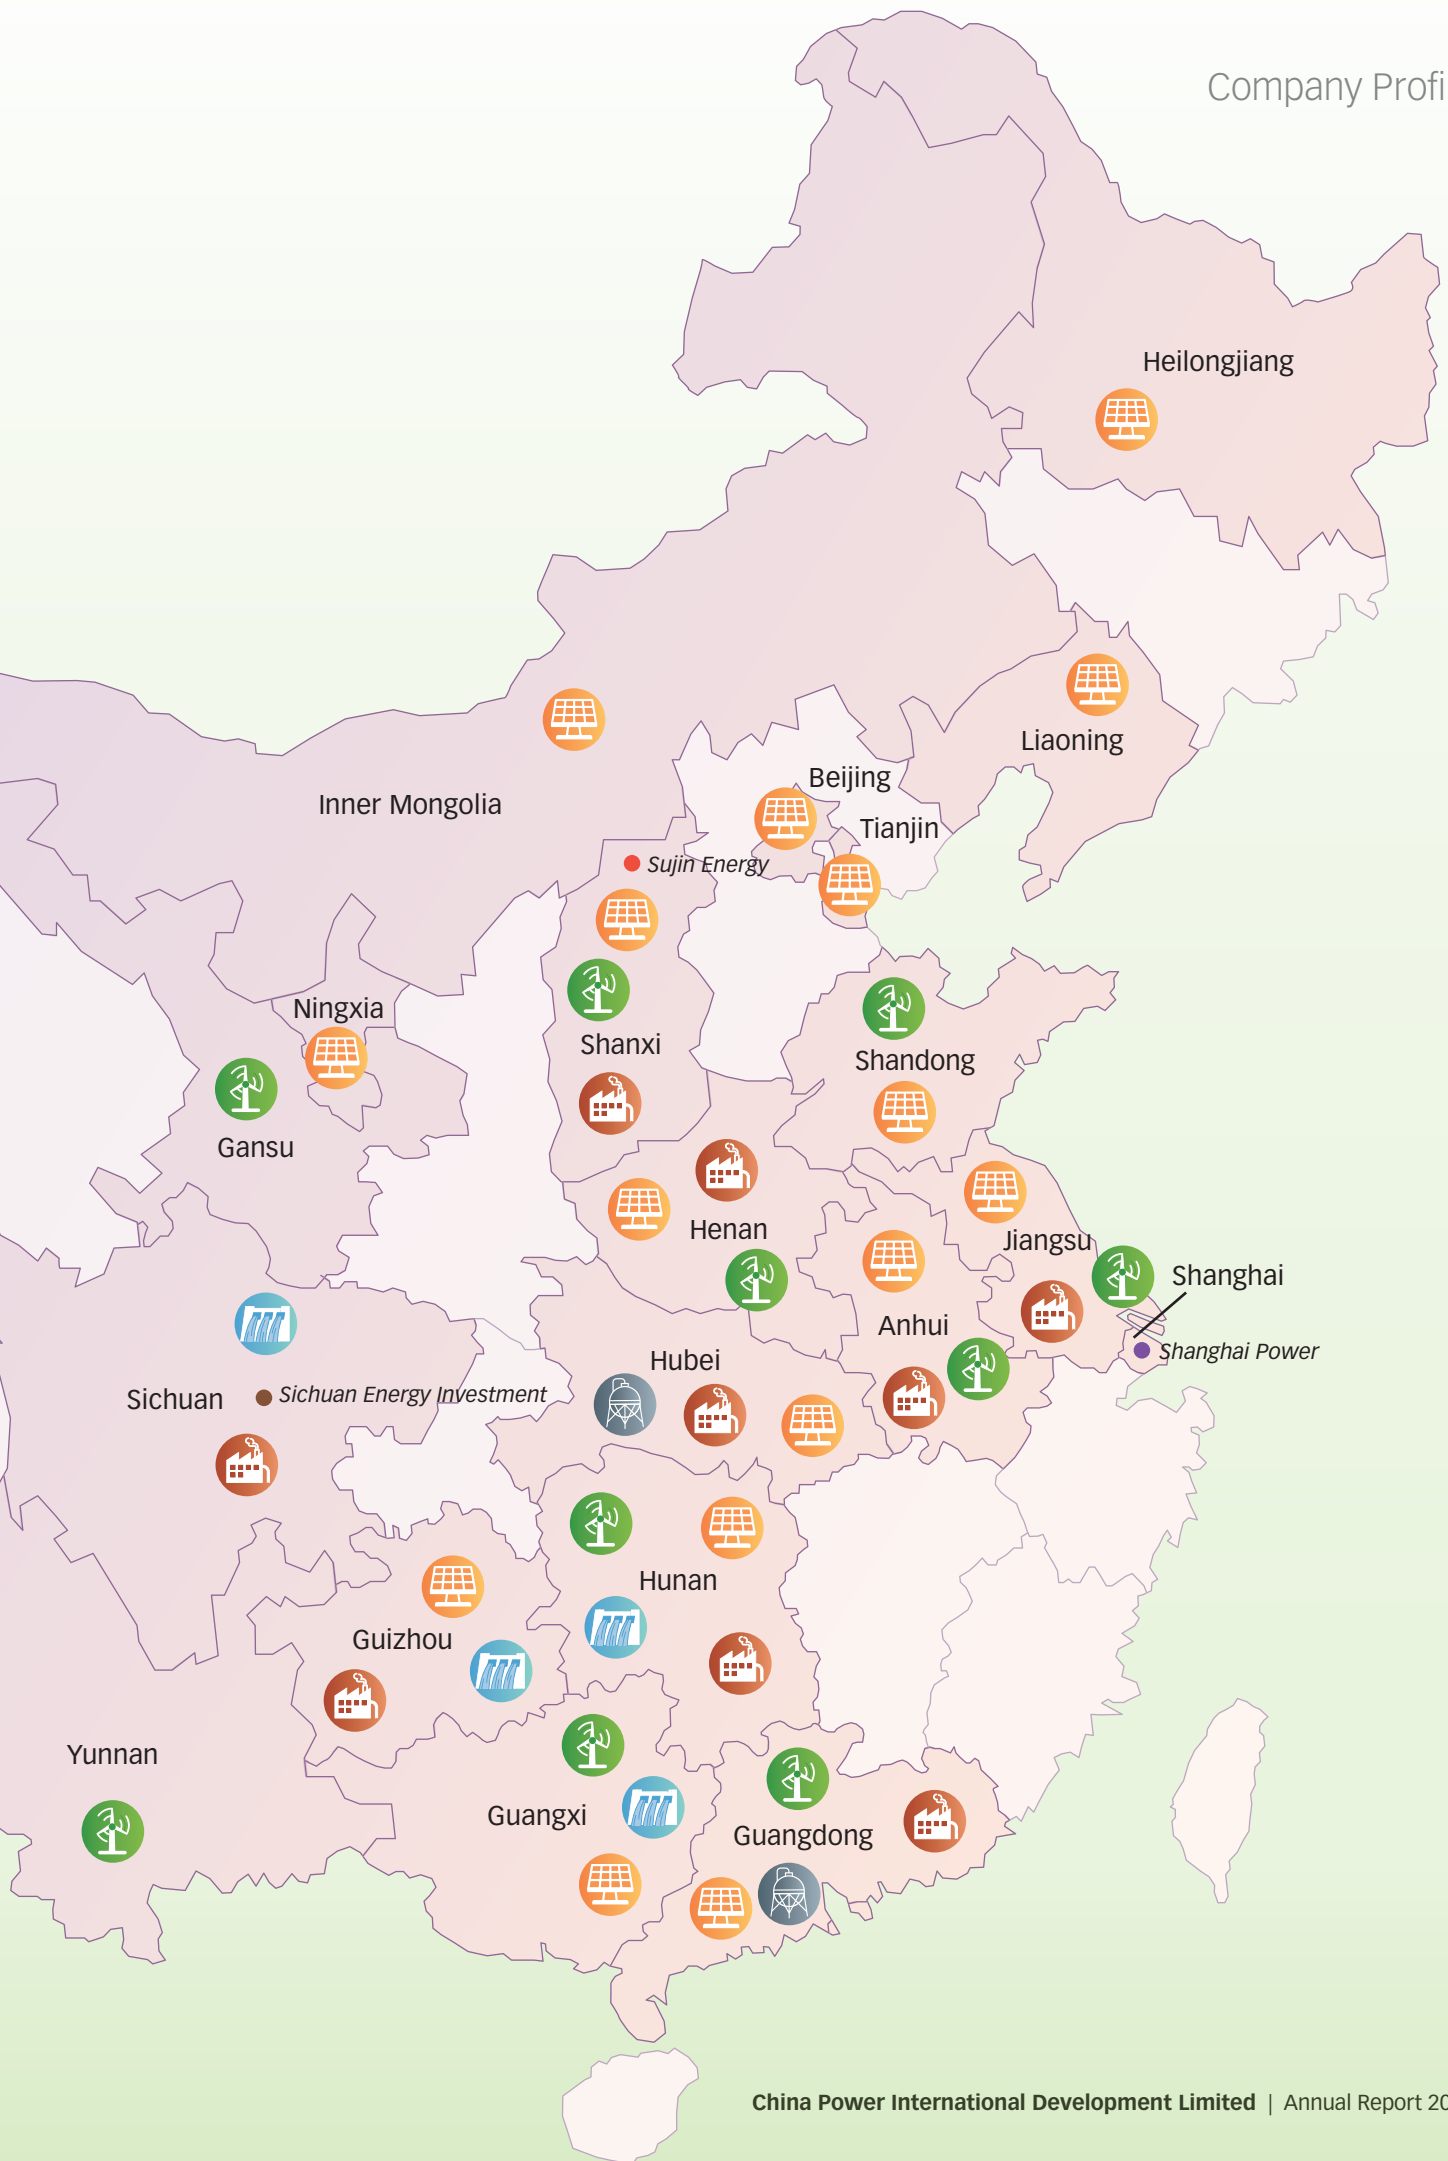 Company Profi
Heilongjiang
Liaoning
Beijing
Inner Mongolia
Tianjin
Sujin Energy
Ningxia
Shanxi
Shandong
Gansu
Henan
Jiangsu
Shanghai
Anhui
Shanghai Power
Hubei
Sichuan
Sichuan Energy Investment
Hunan
Guizhou
Yunnan
Guangxi
Guangdong
China Power International Development Limited | Annual Report 20